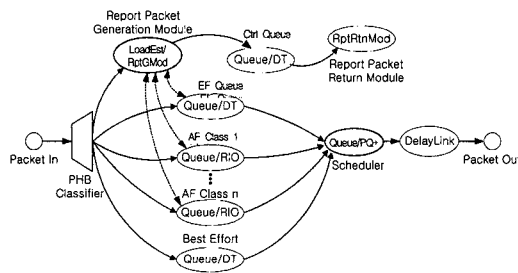 Report Packet
Generation Module
LoadEst/
RptGMod
Ctrl Queue
Queue/DT
RptRtnMod
Report Packet
Return Module
EF Queue
Queue/DT
AF Class 1
Queue/RIO
AF Class n
Queue/RIO
Best Effort
Queue/DT
Packet In
PHB
Classifier
Queue/PQ+
Scheduler
DelayLink
Packet Out